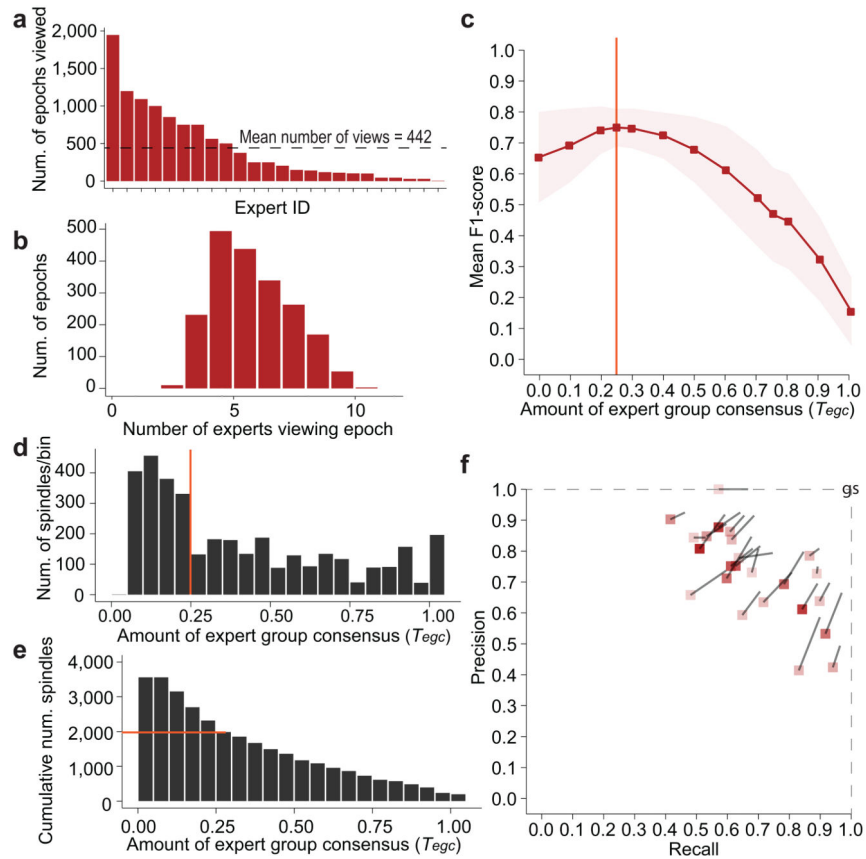 a
Num. of epochs viewed
2,000
1,500
1,000
500
0
Mean number of views = 442
Expert ID
b
Num. of epochs
500
400
300
200
100
0
0 5 10
Number of experts viewing epoch
c
Mean F1-score
1.0
0.9
0.8
0.7
0.6
0.5
0.4
0.3
0.2
0.1
0.0
0.0 0.1 0.2 0.3 0.4 0.5 0.6 0.7 0.8 0.9 1.0
Amount of expert group consensus (Tegc)
d
Num. of spindles/bin
400
300
200
100
0
0.00 0.25 0.50 0.75 1.00
Amount of expert group consensus (Tegc)
e
Cumulative num. spindles
4,000
3,000
2,000
1,000
0
0.00 0.25 0.50 0.75 1.00
Amount of expert group consensus (Tegc)
f
gs
Precision
1.0
0.9
0.8
0.7
0.6
0.5
0.4
0.3
0.2
0.1
0.0
0.0 0.1 0.2 0.3 0.4 0.5 0.6 0.7 0.8 0.9 1.0
Recall